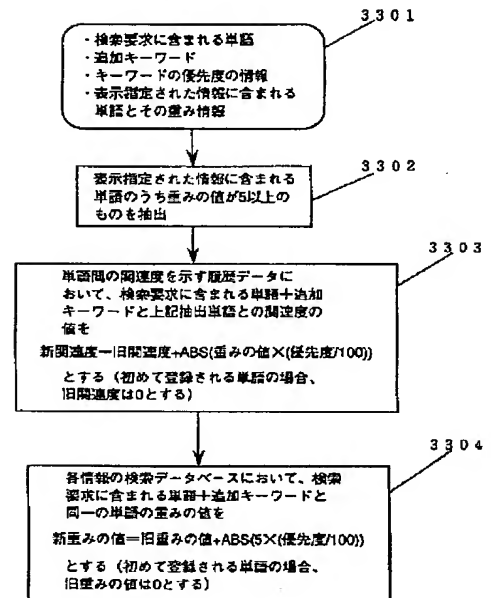 3301
・検索要求に含まれる単語
・追加キーワード
・キーワードの優先度の情報
・表示指定された情報に含まれる
単語とその重み情報
3302
表示指定された情報に含まれる
単語のうち重みの値が5以上の
ものを抽出
3303
単語間の関連度を示す履歴データに
おいて、検索要求に含まれる単語+追加
キーワードと上記抽出単語との関連度の
値を
新関連度=旧関連度+ABS(重みの値×(優先度/100))
とする(初めて登録される単語の場合、
旧関連度は0とする)
3304
各情報の検索データベースにおいて、検索
要求に含まれる単語+追加キーワードと
同一の単語の重みの値を
新重みの値=旧重みの値+ABS(5×(優先度/100))
とする(初めて登録される単語の場合、
旧重みの値は0とする)